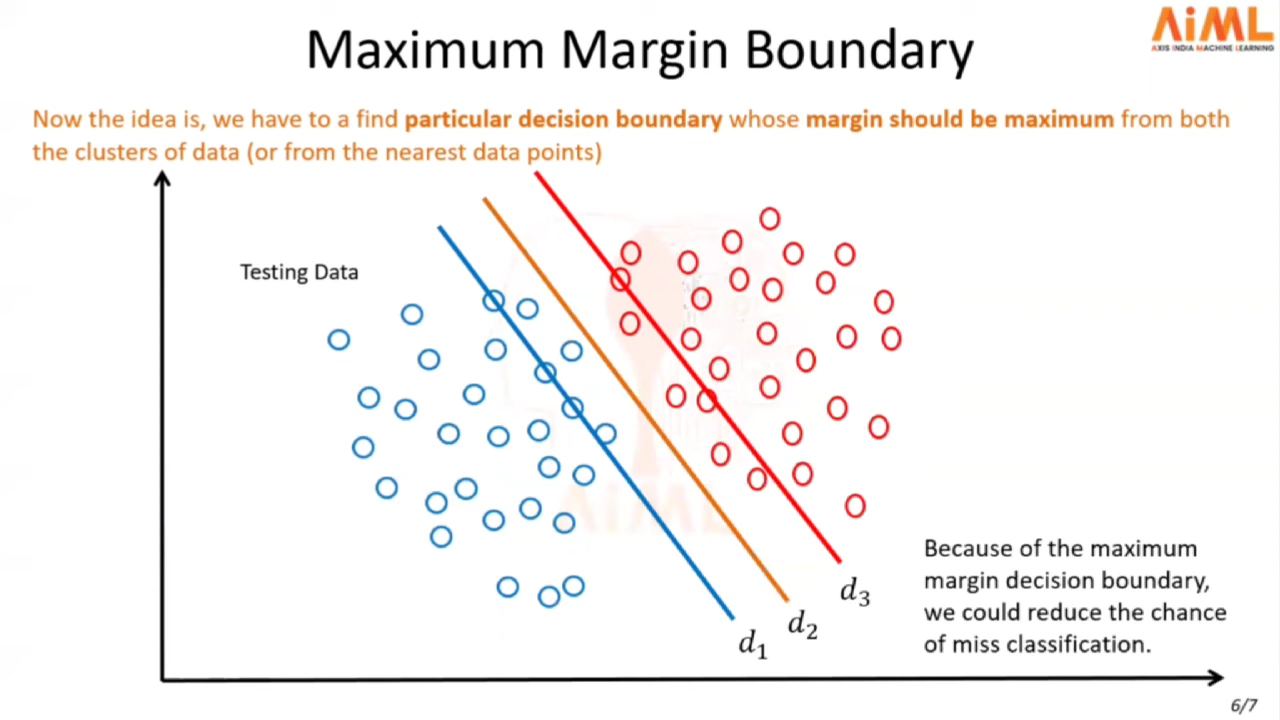 Maximum Margin Boundary
AiML
AXIS INDIA MACHINE LEARNING
Now the idea is, we have to a find particular decision boundary whose margin should be maximum from both
the clusters of data (or from the nearest data points)
Testing Data
AiML
Because of the maximum
margin decision boundary,
we could reduce the chance
of miss classification.
d₃
d₂
d₁
6/7